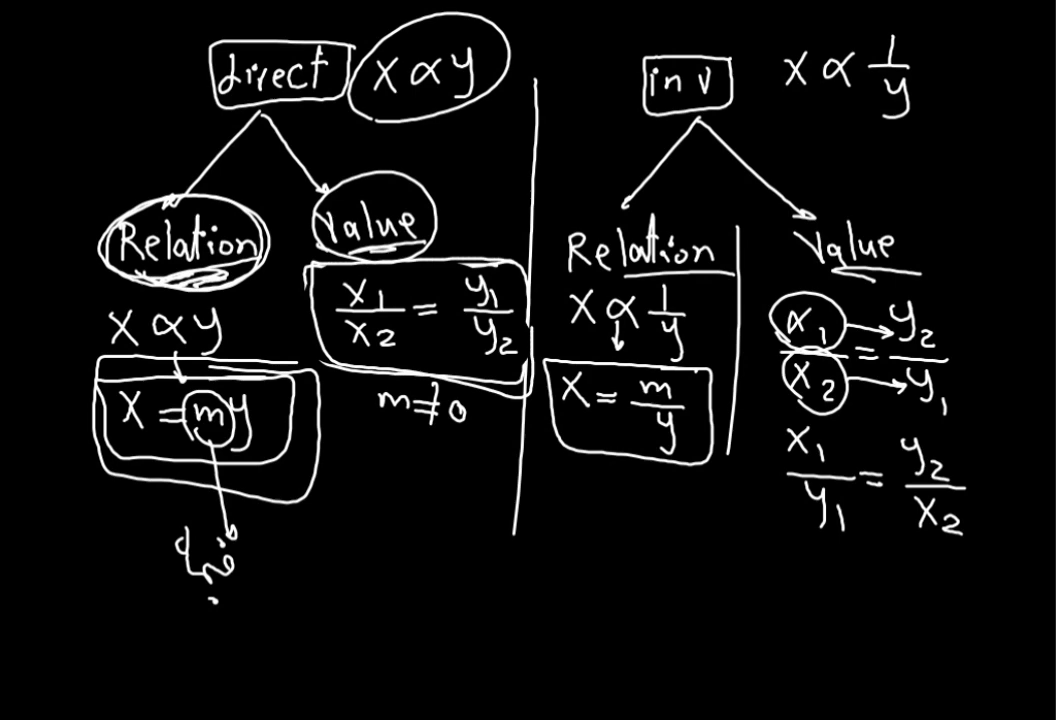 direct X ∝ y
Relation
X ∝ y
X = my
Value
X₁/X₂ = y₁/y₂
m ≠ 0
inv X ∝ 1/y
Relation
X ∝ 1/y
X = m/y
Value
X₁/X₂ = y₂/y₁
X₁/y₁ = y₂/X₂